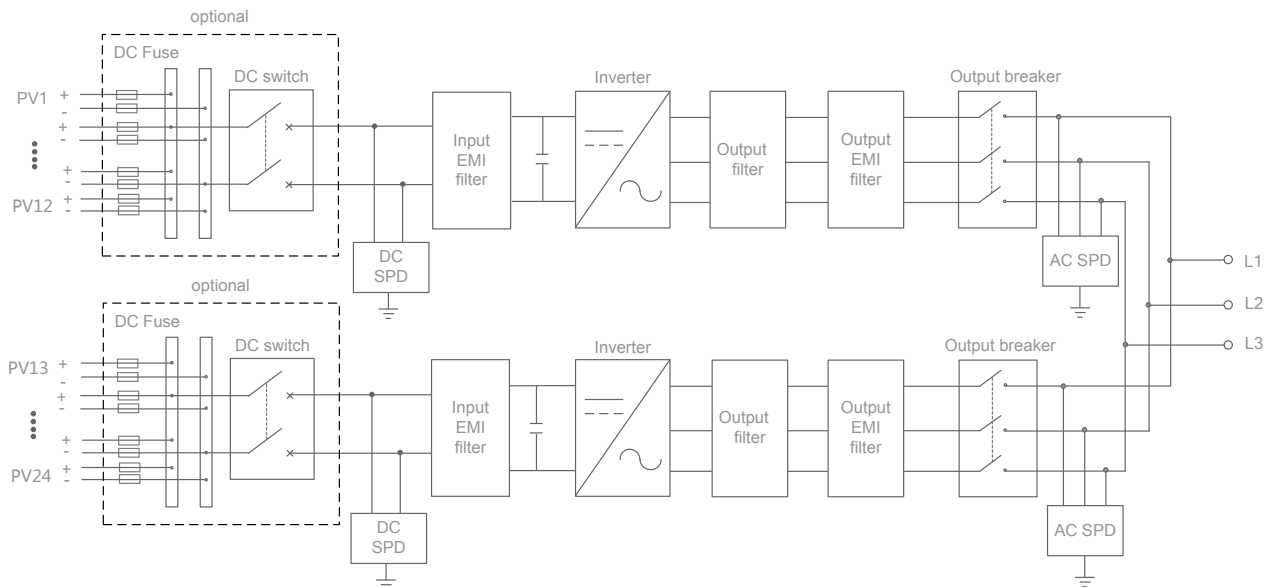 optional
DC Fuse
DC switch
PV1
+
-
+
-
+
-
+
-
PV12
Input
EMI
filter
Inverter
Output
filter
Output
EMI
filter
Output breaker
DC
SPD
AC SPD
L1
L2
L3
optional
DC Fuse
DC switch
PV13
+
-
+
-
+
-
+
-
PV24
Input
EMI
filter
Inverter
Output
filter
Output
EMI
filter
Output breaker
DC
SPD
AC SPD